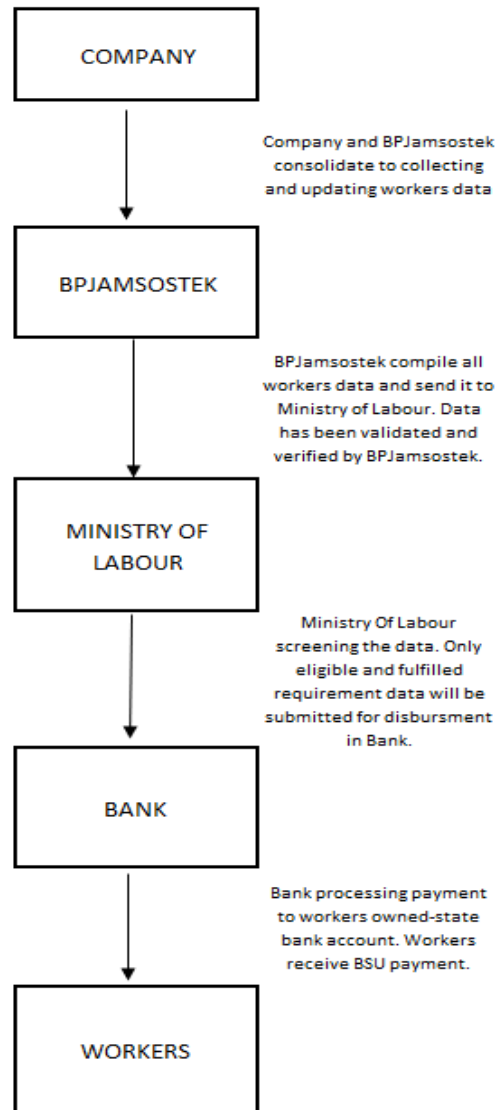 COMPANY
Company and BPJamsostek
consolidate to collecting
and updating workers data
BPJAMSOSTEK
BPJamsostek compile all
workers data and send it to
Ministry of Labour. Data
has been validated and
verified by BPJamsostek.
MINISTRY OF
LABOUR
Ministry Of Labour
screening the data. Only
eligible and fulfilled
requirement data will be
submitted for disbursment
in Bank.
BANK
Bank processing payment
to workers owned-state
bank account. Workers
receive BSU payment.
WORKERS